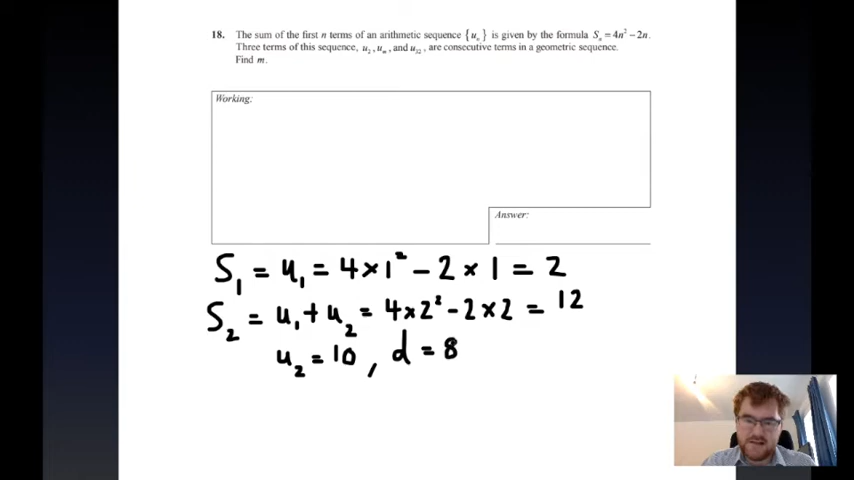 18. The sum of the first n terms of an arithmetic sequence {uₙ} is given by the formula Sₙ = 4n² – 2n.
Three terms of this sequence, u₂, uₘ, and u₃₂, are consecutive terms in a geometric sequence.
Find m.
Working:
Answer:
S₁ = u₁ = 4×1² – 2 × 1 = 2
S₂ = u₁ + u₂ = 4×2² - 2×2 = 12
u₂ = 10, d = 8